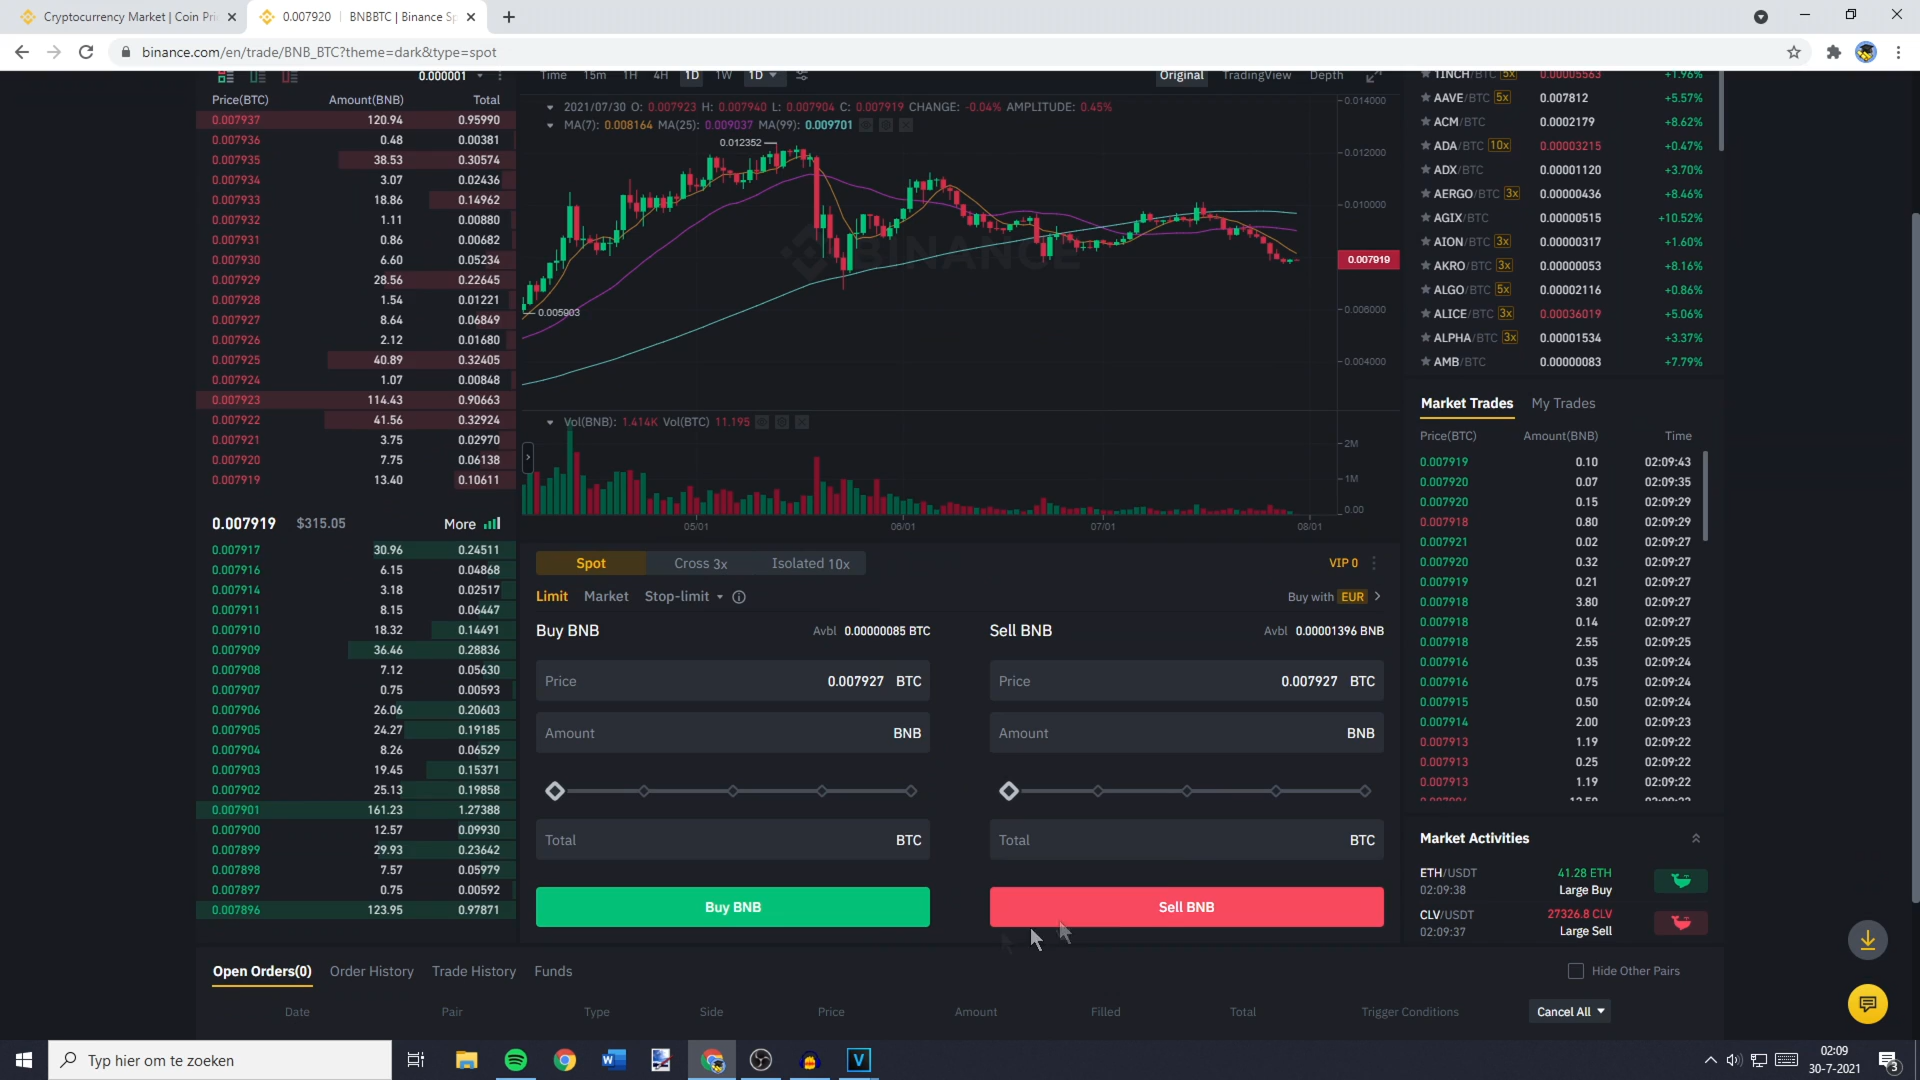 Cryptocurrency Market | Coin Pri
0.007920 | BNBBTC | Binance Sp
binance.com/en/trade/BNB_BTC?theme=dark&type=spot
0.000001
Price(BTC) Amount(BNB) Total
0.007937 120.94 0.95990
0.007936 0.48 0.00381
0.007935 38.53 0.30574
0.007934 3.07 0.02436
0.007933 18.86 0.14962
0.007932 1.11 0.00880
0.007931 0.86 0.00682
0.007930 6.60 0.05234
0.007929 28.56 0.22645
0.007928 1.54 0.01221
0.007927 8.64 0.06849
0.007926 2.12 0.01680
0.007925 40.89 0.32405
0.007924 1.07 0.00848
0.007923 114.43 0.90663
0.007922 41.56 0.32924
0.007921 3.75 0.02970
0.007920 7.75 0.06138
0.007919 13.40 0.10611
0.007919 $315.05 More
0.007917 30.96 0.24511
0.007916 6.15 0.04868
0.007914 3.18 0.02517
0.007911 8.15 0.06447
0.007910 18.32 0.14491
0.007909 36.46 0.28836
0.007908 7.12 0.05630
0.007907 0.75 0.00593
0.007906 26.06 0.20603
0.007905 24.27 0.19185
0.007904 8.26 0.06529
0.007903 19.45 0.15371
0.007902 25.13 0.19858
0.007901 161.23 1.27388
0.007900 12.57 0.09930
0.007899 29.93 0.23642
0.007898 7.57 0.05979
0.007897 0.75 0.00592
0.007896 123.95 0.97871
Time 15m 1H 4H 1D 1W 1D Original TradingView Depth
2021/07/30 O: 0.007923 H: 0.007940 L: 0.007904 C: 0.007919 CHANGE: -0.04% AMPLITUDE: 0.45%
MA(7): 0.008164 MA(25): 0.009037 MA(99): 0.009701
0.014000
0.012352
0.012000
0.010000
BINANCE
0.007919
0.005903
0.006000
0.004000
Vol(BNB): 1.414K Vol(BTC) 11.195
2M
1M
0.00
05/01 06/01 07/01 08/01
Spot Cross 3x Isolated 10x VIP 0
Limit Market Stop-limit Buy with EUR
Buy BNB Avbl 0.00000085 BTC
Price 0.007927 BTC
Amount BNB
Total BTC
Buy BNB
Sell BNB Avbl 0.00001396 BNB
Price 0.007927 BTC
Amount BNB
Total BTC
Sell BNB
1INCH/BTC 5x 0.00005563 +1.96%
AAVE/BTC 5x 0.007812 +5.57%
ACM/BTC 0.0002179 +8.62%
ADA/BTC 10x 0.00003215 +0.47%
ADX/BTC 0.00001120 +3.70%
AERGO/BTC 3x 0.00000436 +8.46%
AGIX/BTC 0.00000515 +10.52%
AION/BTC 3x 0.00000317 +1.60%
AKRO/BTC 3x 0.00000053 +8.16%
ALGO/BTC 5x 0.00002116 +0.86%
ALICE/BTC 3x 0.00036019 +5.06%
ALPHA/BTC 3x 0.00001534 +3.37%
AMB/BTC 0.00000083 +7.79%
Market Trades My Trades
Price(BTC) Amount(BNB) Time
0.007919 0.10 02:09:43
0.007920 0.07 02:09:35
0.007920 0.15 02:09:29
0.007918 0.80 02:09:29
0.007921 0.02 02:09:27
0.007920 0.32 02:09:27
0.007919 0.21 02:09:27
0.007918 3.80 02:09:27
0.007918 0.14 02:09:27
0.007918 2.55 02:09:25
0.007916 0.35 02:09:24
0.007916 0.75 02:09:24
0.007915 0.50 02:09:24
0.007914 2.00 02:09:23
0.007913 1.19 02:09:22
0.007913 0.25 02:09:22
0.007913 1.19 02:09:22
Market Activities
ETH/USDT 41.28 ETH
02:09:38 Large Buy
CLV/USDT 27326.8 CLV
02:09:37 Large Sell
Open Orders(0) Order History Trade History Funds Hide Other Pairs
Date Pair Type Side Price Amount Filled Total Trigger Conditions Cancel All
Typ hier om te zoeken
02:09
30-7-2021
3